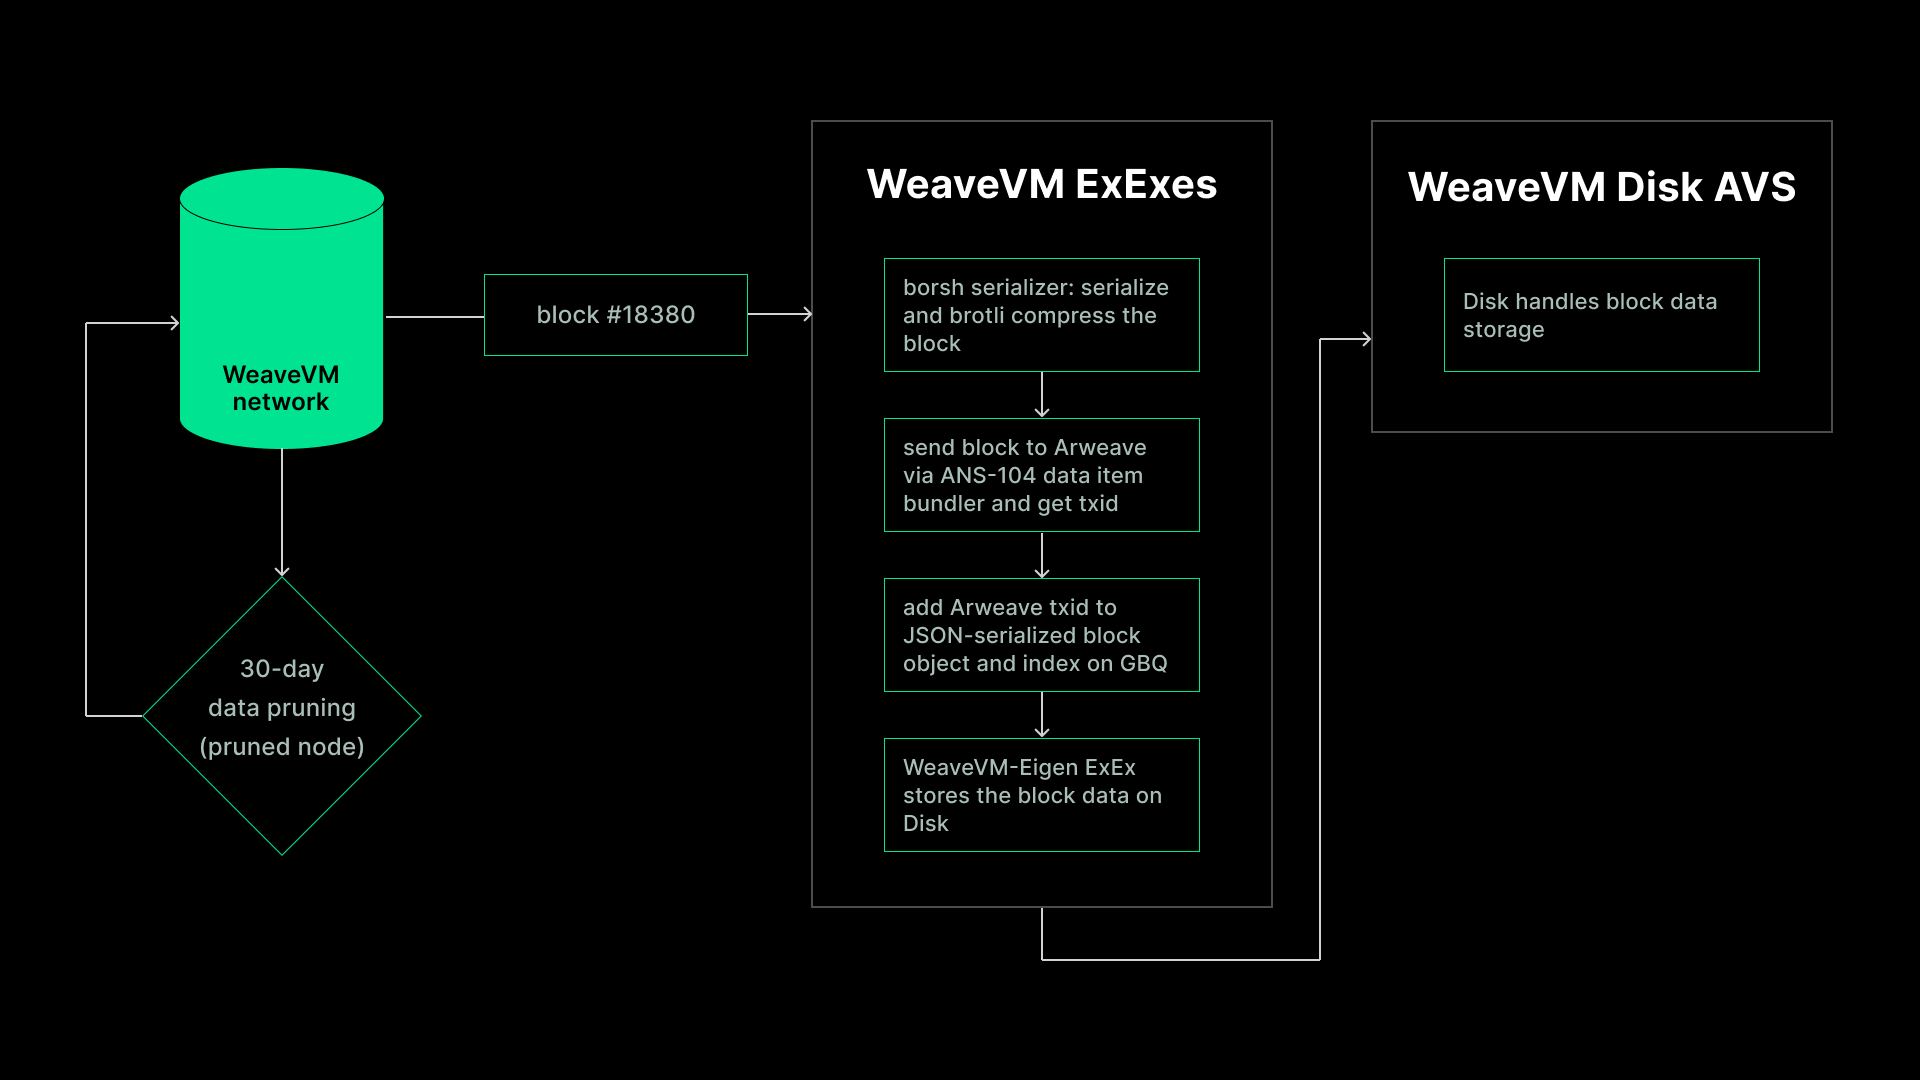 WeaveVM
network
30-day
data pruning
(pruned node)
block #18380
WeaveVM ExExes
borsh serializer: serialize
and brotli compress the
block
send block to Arweave
via ANS-104 data item
bundler and get txid
add Arweave txid to
JSON-serialized block
object and index on GBQ
WeaveVM-Eigen ExEx
stores the block data on
Disk
WeaveVM Disk AVS
Disk handles block data
storage